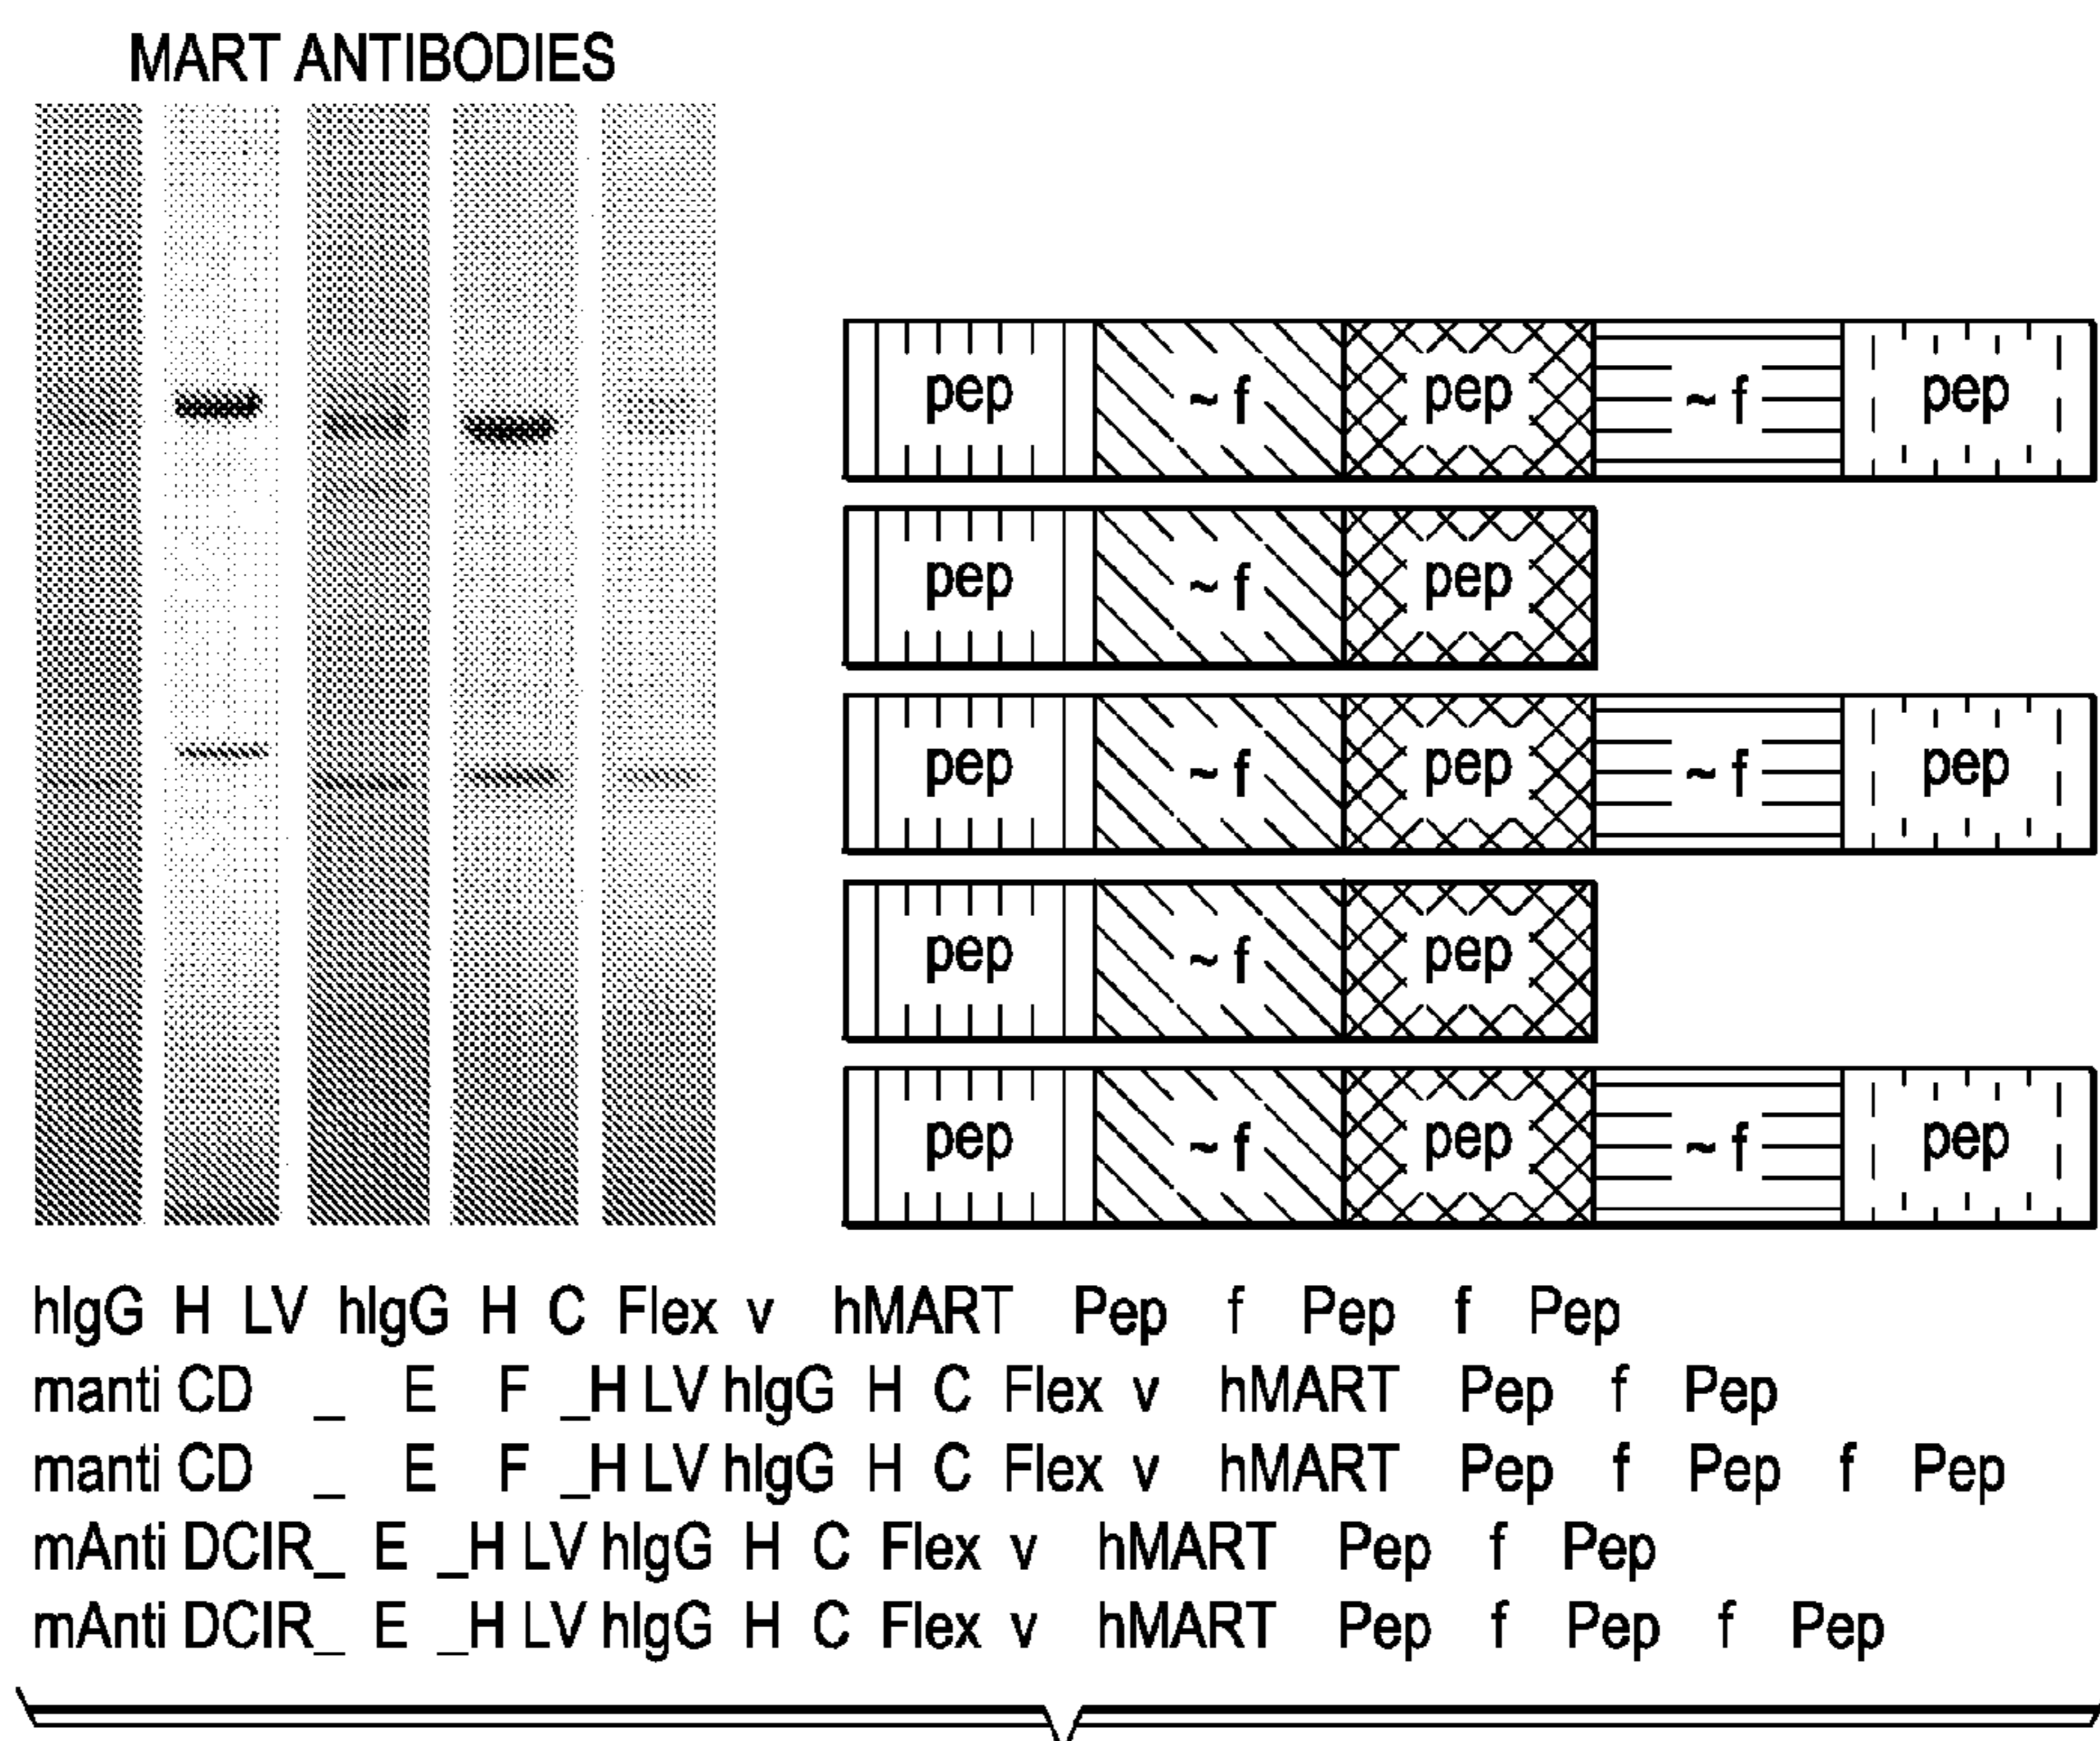 MART ANTIBODIES
pep ~ f pep ~ f pep
pep ~ f pep
pep ~ f pep ~ f pep
pep ~ f pep
pep ~ f pep ~ f pep
hIgG H LV hIgG H C Flex v hMART Pep f Pep f Pep
manti CD _ E F _H LV hIgG H C Flex v hMART Pep f Pep
manti CD _ E F _H LV hIgG H C Flex v hMART Pep f Pep f Pep
mAnti DCIR_ E _H LV hIgG H C Flex v hMART Pep f Pep
mAnti DCIR_ E _H LV hIgG H C Flex v hMART Pep f Pep f Pep